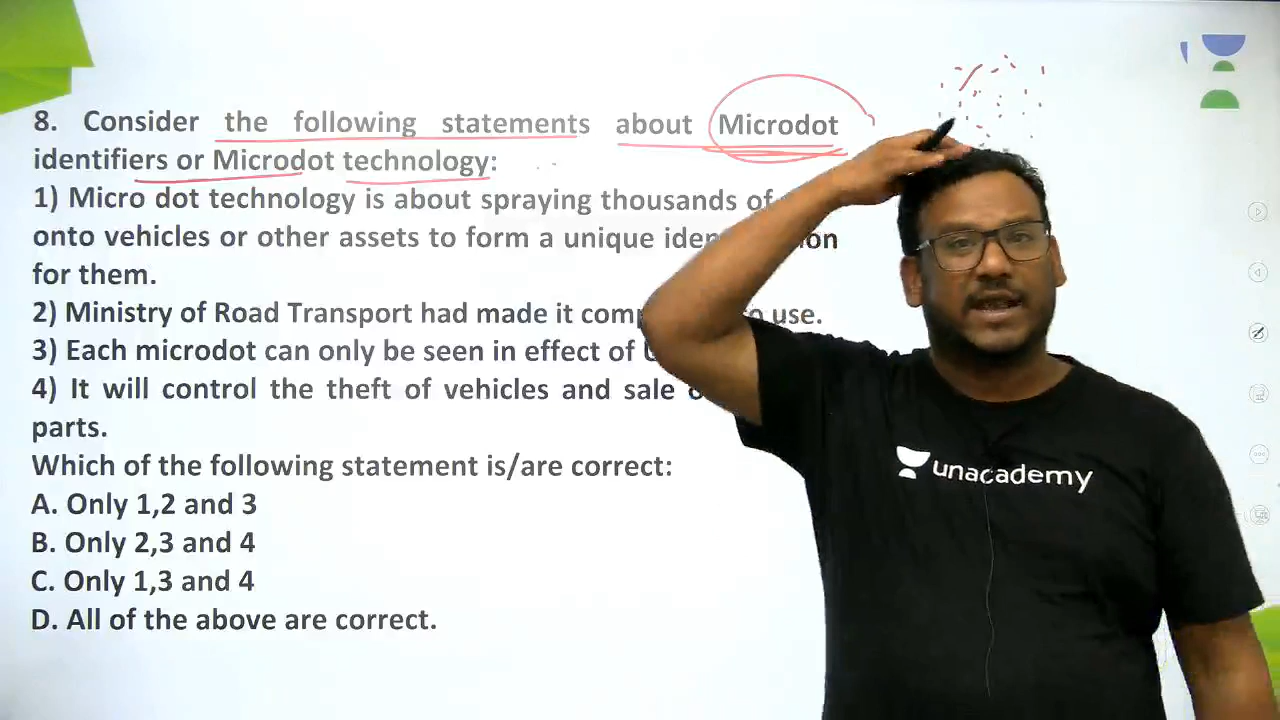 8. Consider the following statements about Microdot
identifiers or Microdot technology:
1) Micro dot technology is about spraying thousands of
onto vehicles or other assets to form a unique
for them.
2) Ministry of Road Transport had made it use.
3) Each microdot can only be seen in effect of
4) It will control the theft of vehicles and sale
parts.
Which of the following statement is/are correct:
A. Only 1,2 and 3
B. Only 2,3 and 4
C. Only 1,3 and 4
D. All of the above are correct.
unacademy